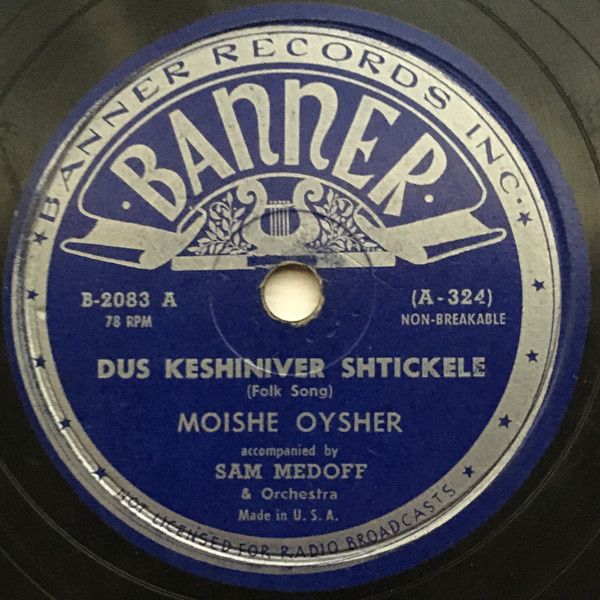 BANNER RECORDS INC.
BANNER
B-2083 A
78 RPM
(A-324)
NON-BREAKABLE
DUS KESHINIVER SHTICKELE
(Folk Song)
MOISHE OYSHER
accompanied by
SAM MEDOFF
& Orchestra
Made in U. S. A.
NOT LICENSED FOR RADIO BROADCASTS